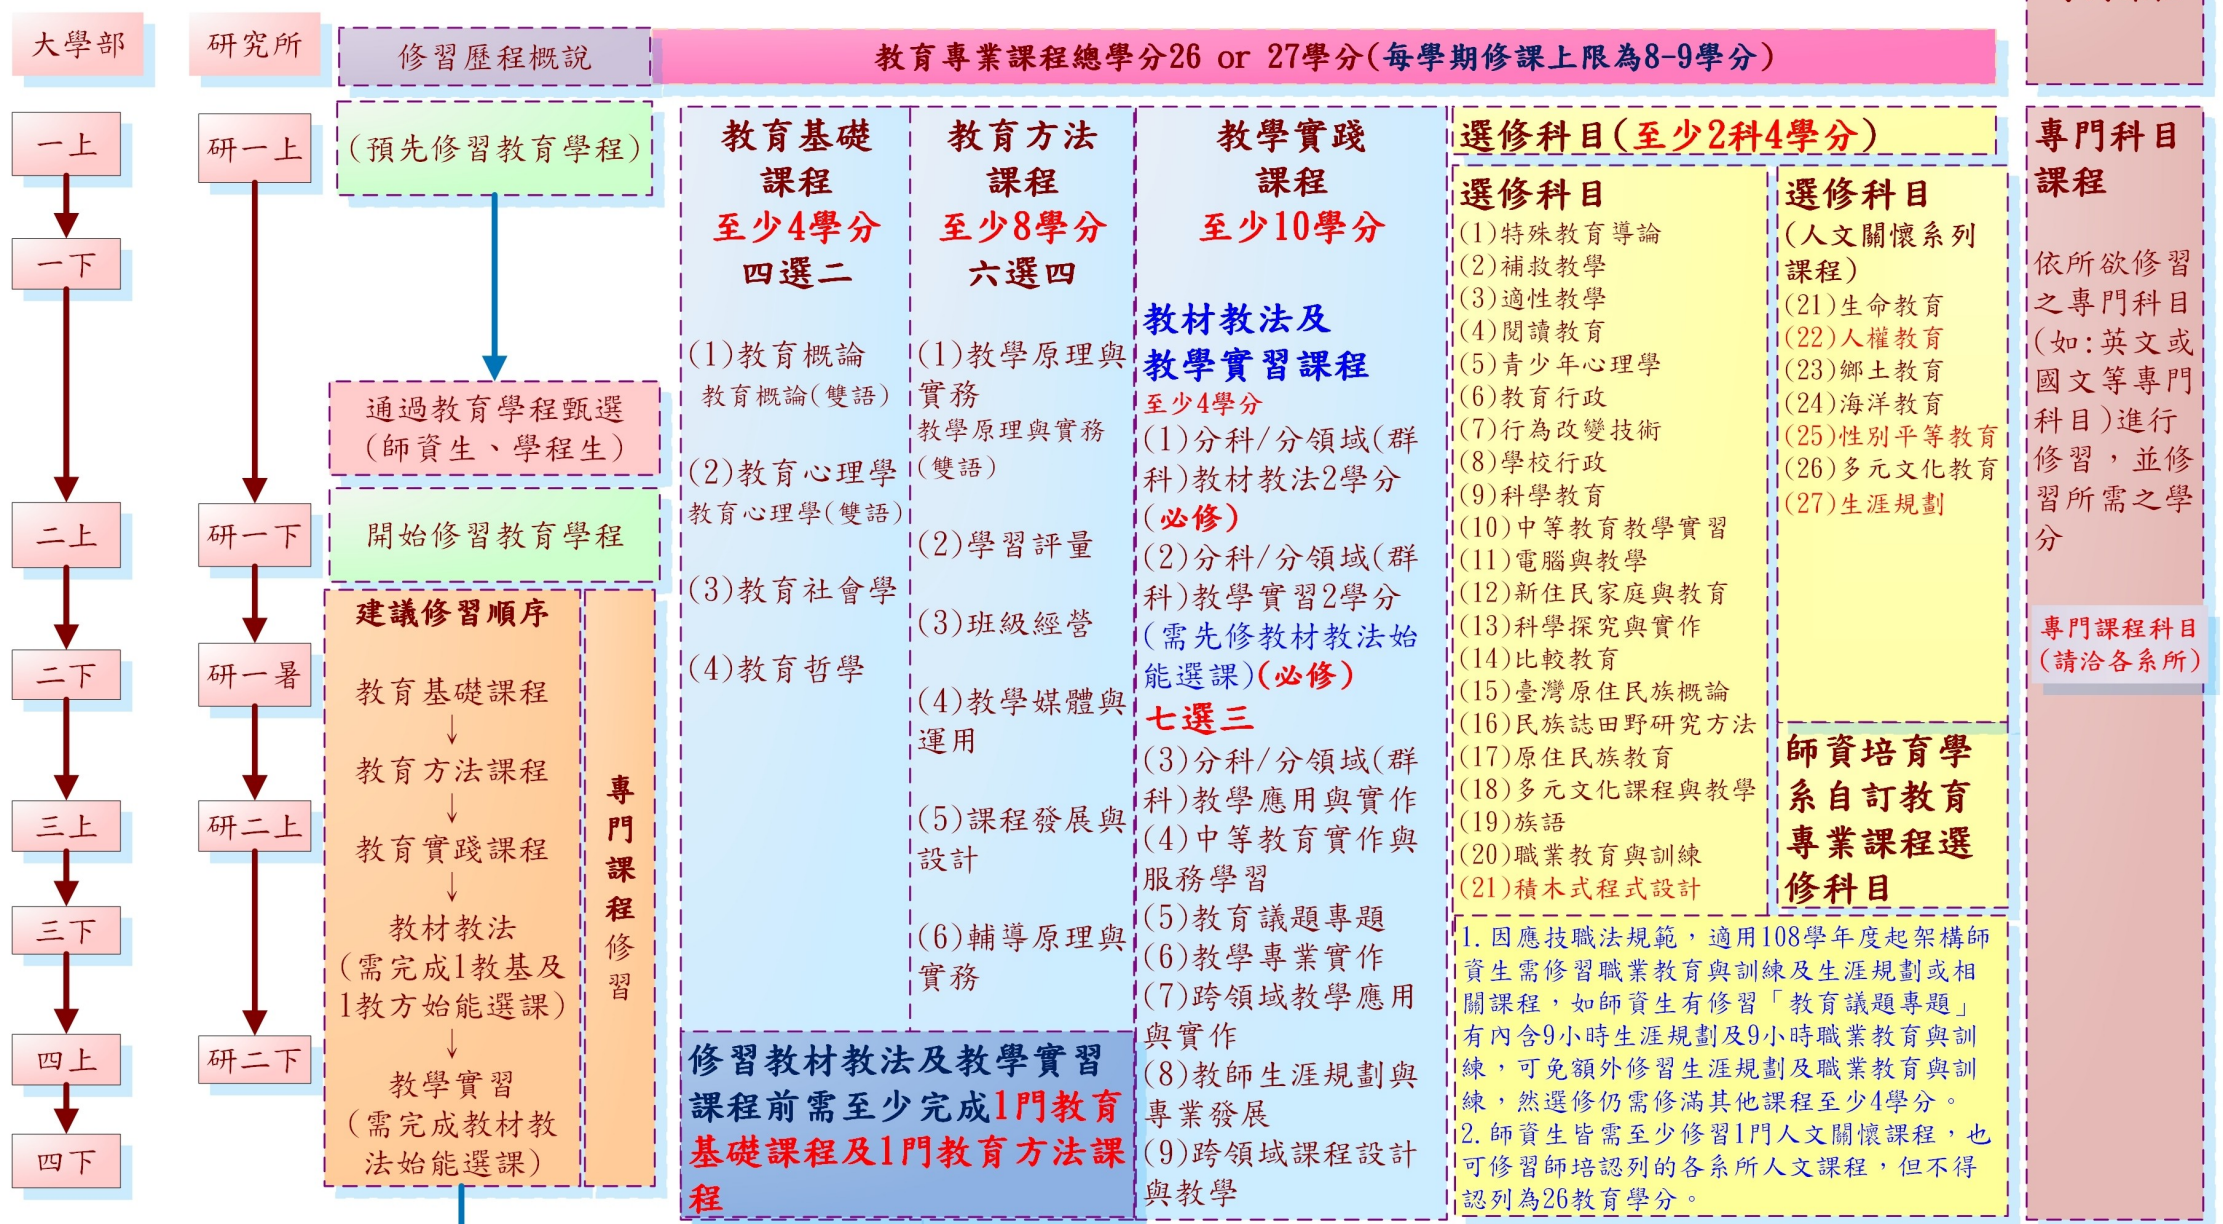 大學部
研究所
修習歷程概說
教育專業課程總學分26 or 27學分(每學期修課上限為8-9學分)
一上
一下
二上
二下
三上
三下
四上
四下
研一上
研一下
研一暑
研二上
研二下
(預先修習教育學程)
通過教育學程甄選
(師資生、學程生)
開始修習教育學程
建議修習順序
教育基礎課程
↓
教育方法課程
↓
教育實踐課程
↓
教材教法
(需完成1教基及
1教方始能選課)
↓
教學實習
(需完成教材教
法始能選課)
專
門
課
程
修
習
教育基礎
課程
至少4學分
四選二
(1)教育概論
教育概論(雙語)
(2)教育心理學
教育心理學(雙語)
(3)教育社會學
(4)教育哲學
教育方法
課程
至少8學分
六選四
(1)教學原理與
實務
教學原理與實務
(雙語)
(2)學習評量
(3)班級經營
(4)教學媒體與
運用
(5)課程發展與
設計
(6)輔導原理與
實務
修習教材教法及教學實習
課程前需至少完成1門教育
基礎課程及1門教育方法課
程
教學實踐
課程
至少10學分
教材教法及
教學實習課程
至少4學分
(1)分科/分領域(群
科)教材教法2學分
(必修)
(2)分科/分領域(群
科)教學實習2學分
(需先修教材教法始
能選課)(必修)
七選三
(3)分科/分領域(群
科)教學應用與實作
(4)中等教育實作與
服務學習
(5)教育議題專題
(6)教學專業實作
(7)跨領域教學應用
與實作
(8)教師生涯規劃與
專業發展
(9)跨領域課程設計
與教學
選修科目(至少2科4學分)
選修科目
(1)特殊教育導論
(2)補救教學
(3)適性教學
(4)閱讀教育
(5)青少年心理學
(6)教育行政
(7)行為改變技術
(8)學校行政
(9)科學教育
(10)中等教育教學實習
(11)電腦與教學
(12)新住民家庭與教育
(13)科學探究與實作
(14)比較教育
(15)臺灣原住民族概論
(16)民族誌田野研究方法
(17)原住民族教育
(18)多元文化課程與教學
(19)族語
(20)職業教育與訓練
(21)積木式程式設計
選修科目
(人文關懷系列
課程)
(21)生命教育
(22)人權教育
(23)鄉土教育
(24)海洋教育
(25)性別平等教育
(26)多元文化教育
(27)生涯規劃
師資培育學
系自訂教育
專業課程選
修科目
1. 因應技職法規範，適用108學年度起架構師
資生需修習職業教育與訓練及生涯規劃或相
關課程，如師資生有修習「教育議題專題」
有內含9小時生涯規劃及9小時職業教育與訓
練，可免額外修習生涯規劃及職業教育與訓
練，然選修仍需修滿其他課程至少4學分。
2. 師資生皆需至少修習1門人文關懷課程，也
可修習師培認列的各系所人文課程，但不得
認列為26教育學分。
專門科目
課程
依所欲修習
之專門科目
(如:英文或
國文等專門
科目)進行
修習，並修
習所需之學
分
專門課程科目
(請洽各系所)